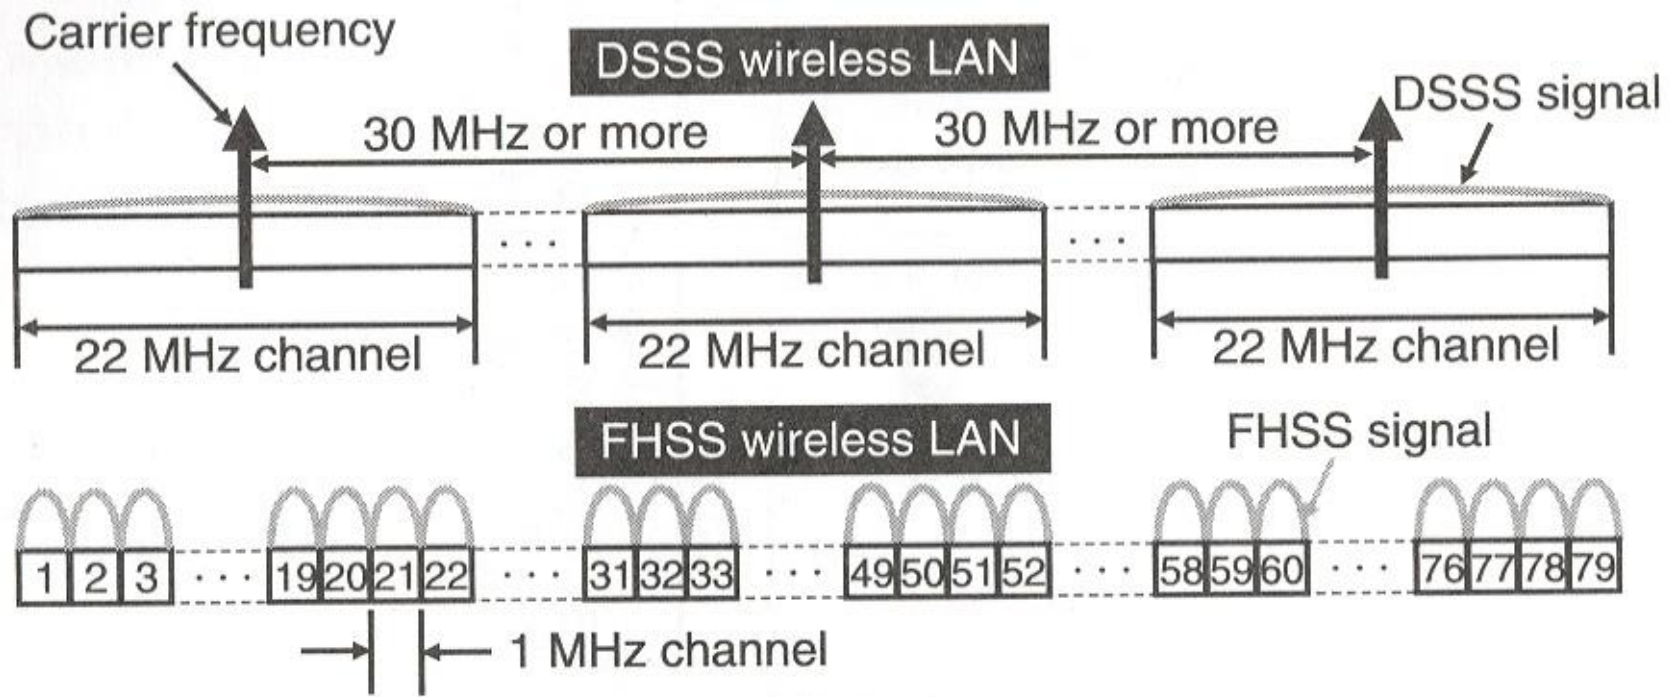 Carrier frequency
DSSS wireless LAN
DSSS signal
30 MHz or more
30 MHz or more
. . .
. . .
22 MHz channel
22 MHz channel
22 MHz channel
FHSS wireless LAN
FHSS signal
1 2 3 . . . 19 20 21 22 . . . 31 32 33 . . . 49 50 51 52 . . . 58 59 60 . . . 76 77 78 79
1 MHz channel